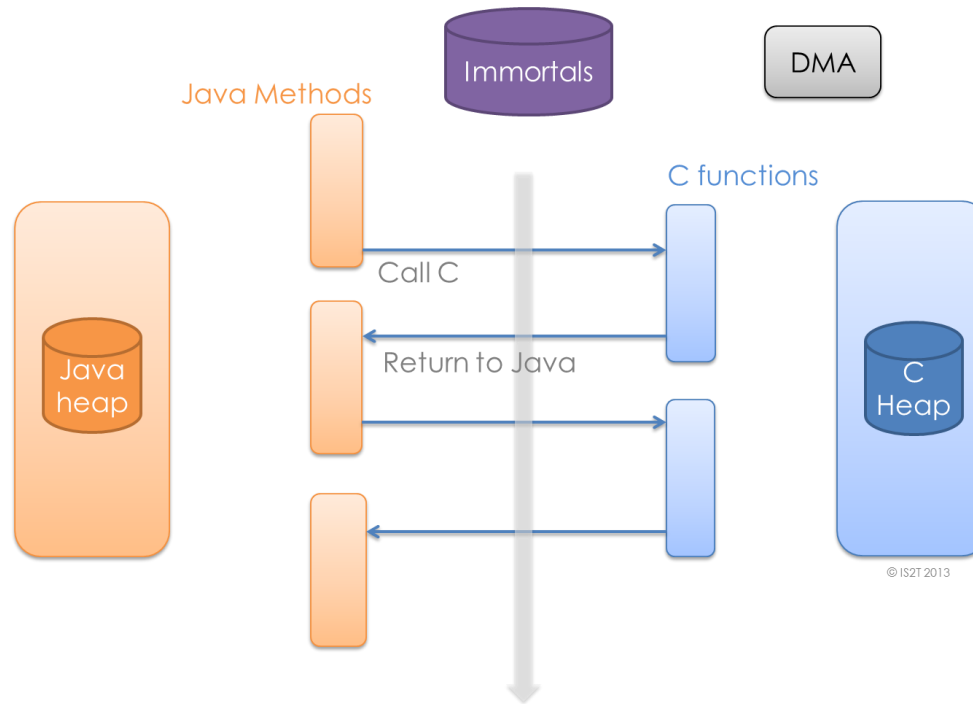 Immortals
DMA
Java Methods
C functions
Call C
Return to Java
Java
heap
C
Heap
© IS2T 2013